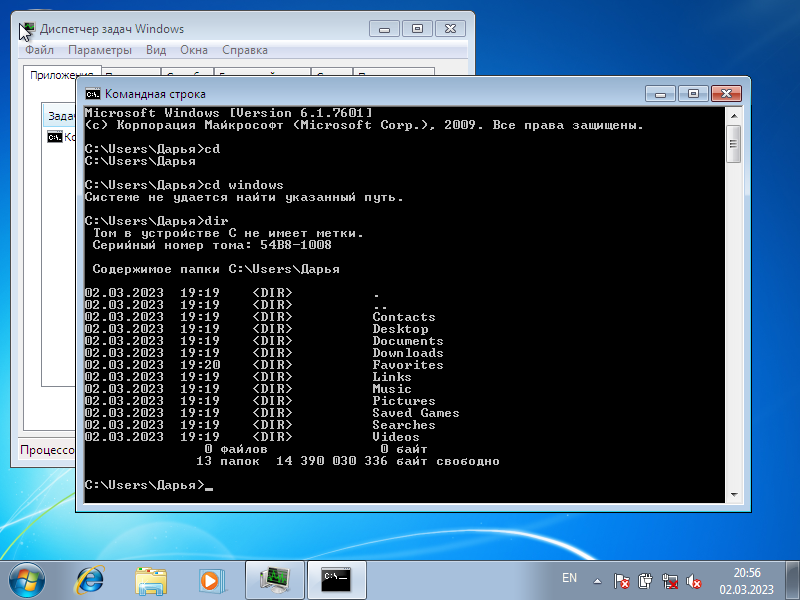 Диспетчер задач Windows
Файл Параметры Вид Окна Справка
Приложения
Командная строка
Microsoft Windows [Version 6.1.7601]
(c) Корпорация Майкрософт (Microsoft Corp.), 2009. Все права защищены.
C:\Users\Дарья>cd
C:\Users\Дарья
C:\Users\Дарья>cd windows
Системе не удается найти указанный путь.
C:\Users\Дарья>dir
Том в устройстве C не имеет метки.
Серийный номер тома: 54B8-1008
Содержимое папки C:\Users\Дарья
02.03.2023 19:19 <DIR> .
02.03.2023 19:19 <DIR> ..
02.03.2023 19:19 <DIR> Contacts
02.03.2023 19:19 <DIR> Desktop
02.03.2023 19:19 <DIR> Documents
02.03.2023 19:19 <DIR> Downloads
02.03.2023 19:20 <DIR> Favorites
02.03.2023 19:19 <DIR> Links
02.03.2023 19:19 <DIR> Music
02.03.2023 19:19 <DIR> Pictures
02.03.2023 19:19 <DIR> Saved Games
02.03.2023 19:19 <DIR> Searches
02.03.2023 19:19 <DIR> Videos
0 файлов 0 байт
13 папок 14 390 030 336 байт свободно
C:\Users\Дарья>_
EN
20:56
02.03.2023